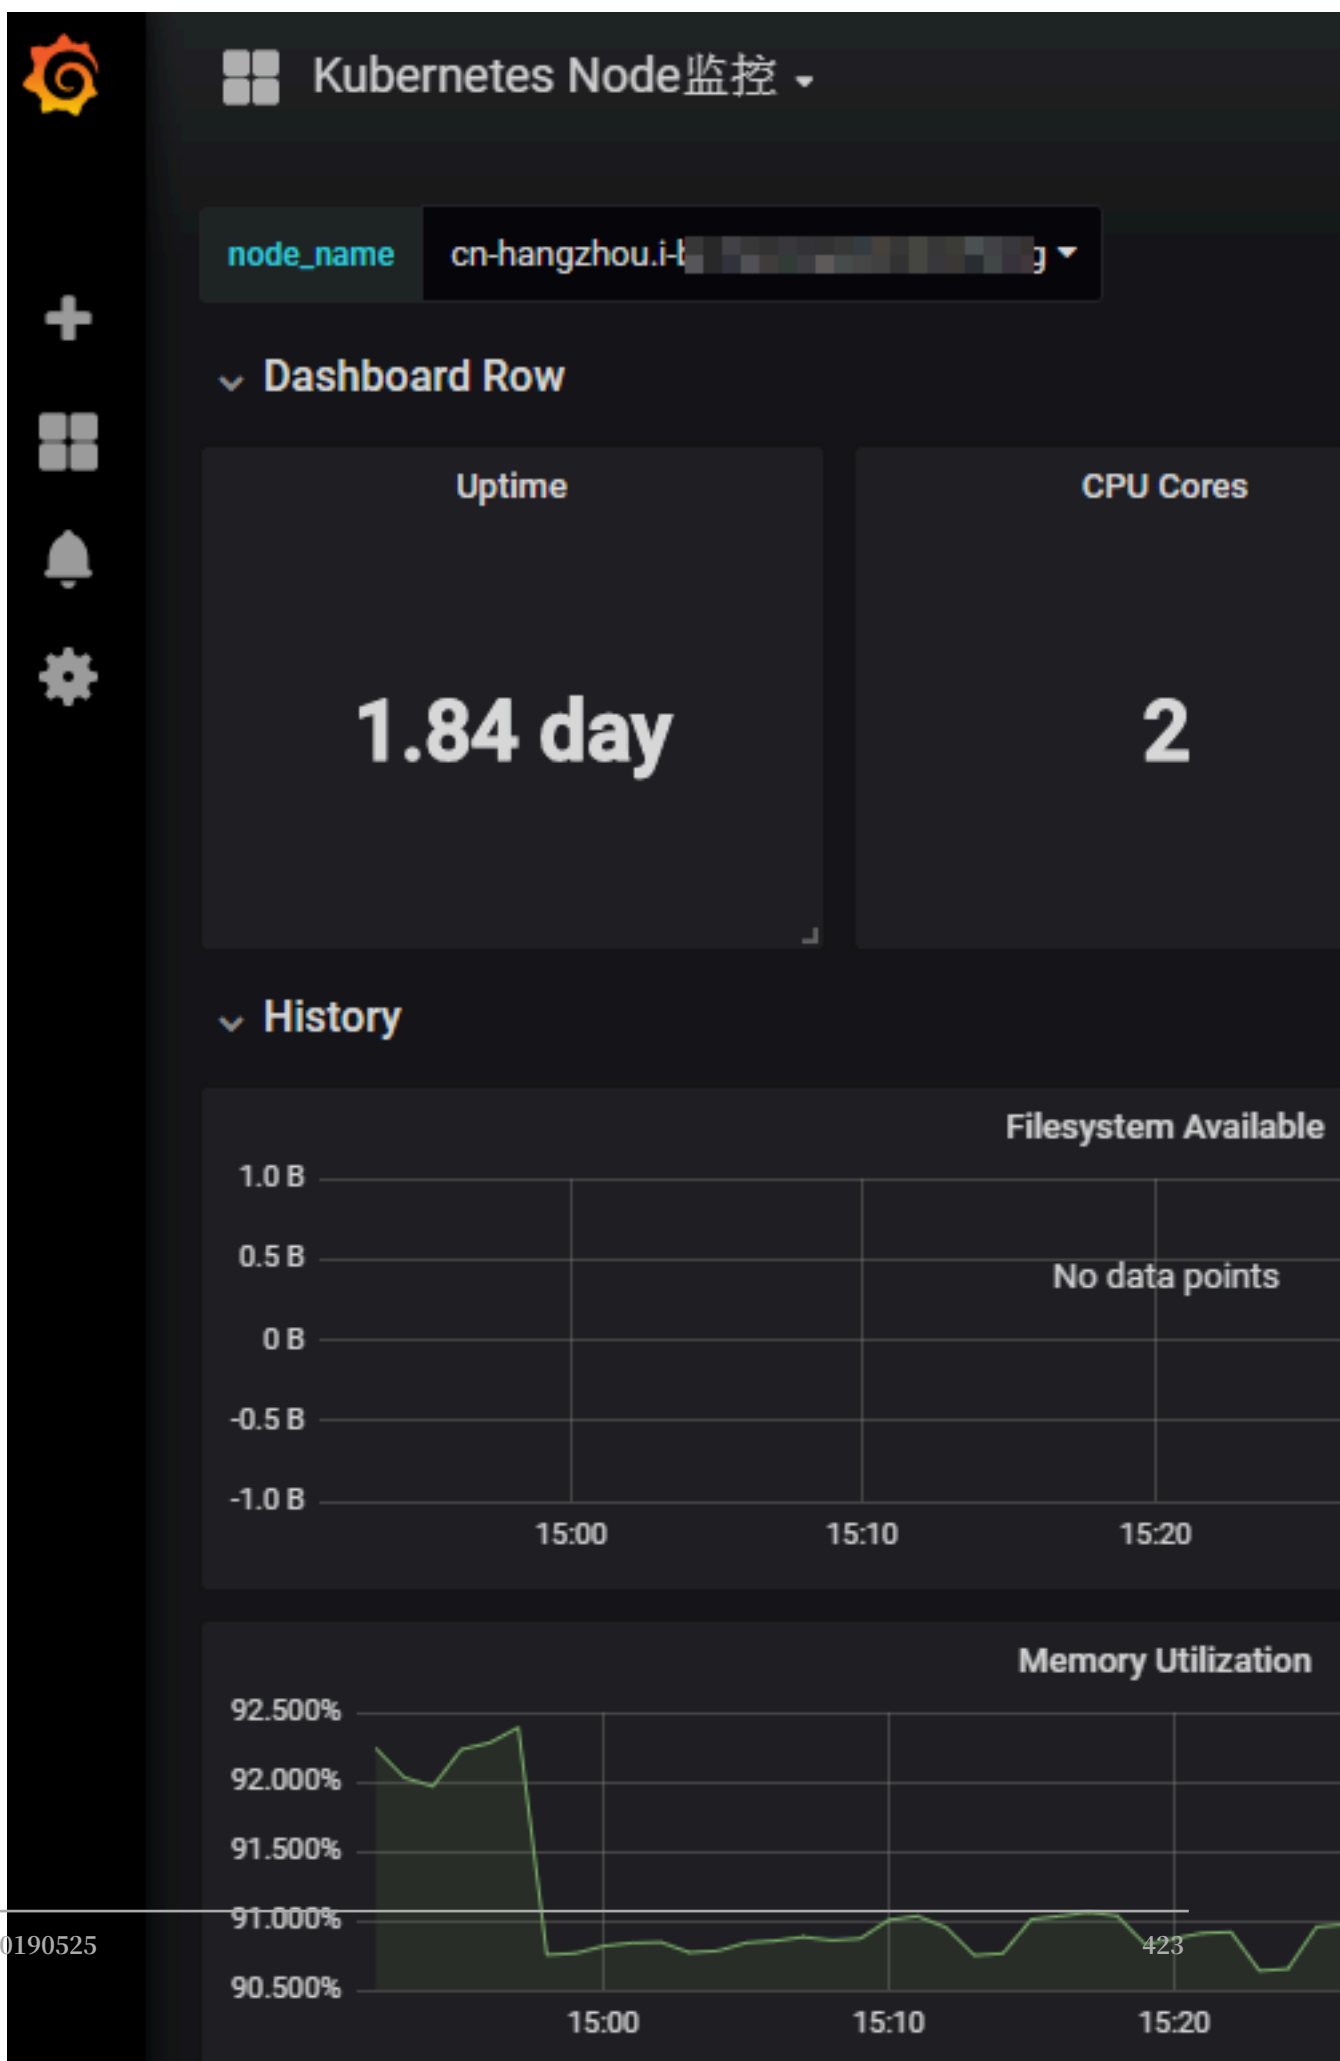 Kubernetes Node监控
node_name cn-hangzhou.i-
Dashboard Row
Uptime
CPU Cores
1.84 day
2
History
Filesystem Available
1.0 B
0.5 B
No data points
0 B
-0.5 B
-1.0 B
15:00 15:10 15:20
Memory Utilization
92.500%
92.000%
91.500%
91.000%
0190525
423
90.500%
15:00 15:10 15:20